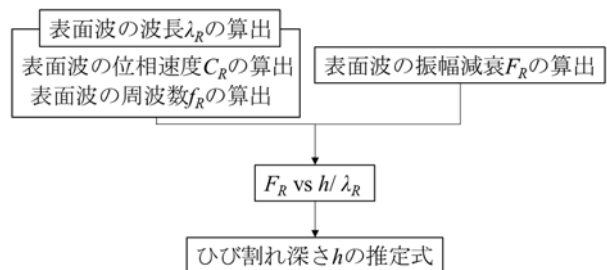 表面波の波長λRの算出
表面波の位相速度CRの算出
表面波の周波数fRの算出
表面波の振幅減衰FRの算出
FR vs h/ λR
ひび割れ深さhの推定式